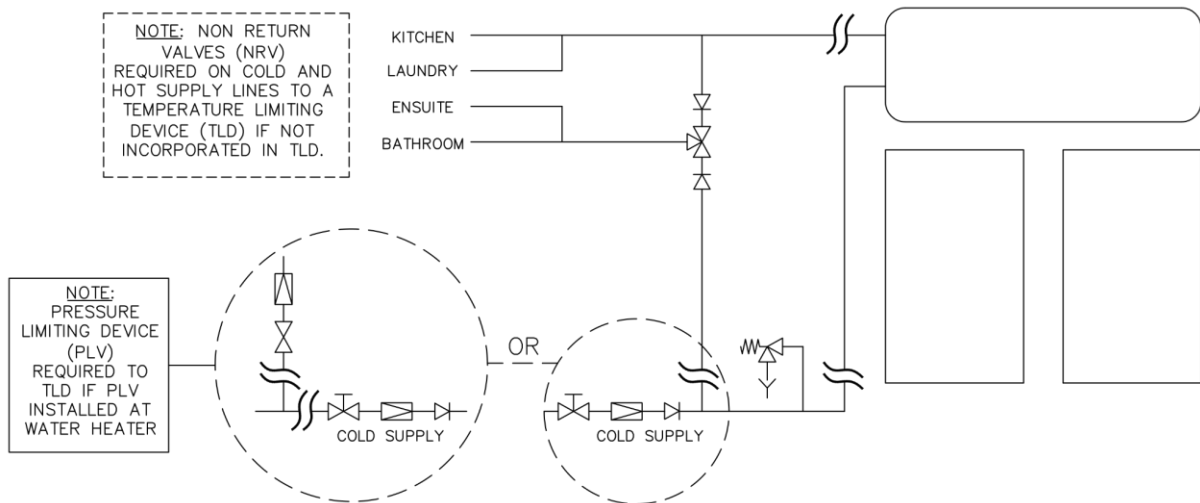 NOTE: NON RETURN
VALVES (NRV)
REQUIRED ON COLD AND
HOT SUPPLY LINES TO A
TEMPERATURE LIMITING
DEVICE (TLD) IF NOT
INCORPORATED IN TLD.
KITCHEN
LAUNDRY
ENSUITE
BATHROOM
NOTE:
PRESSURE
LIMITING DEVICE
(PLV)
REQUIRED TO
TLD IF PLV
INSTALLED AT
WATER HEATER
OR
COLD SUPPLY
COLD SUPPLY